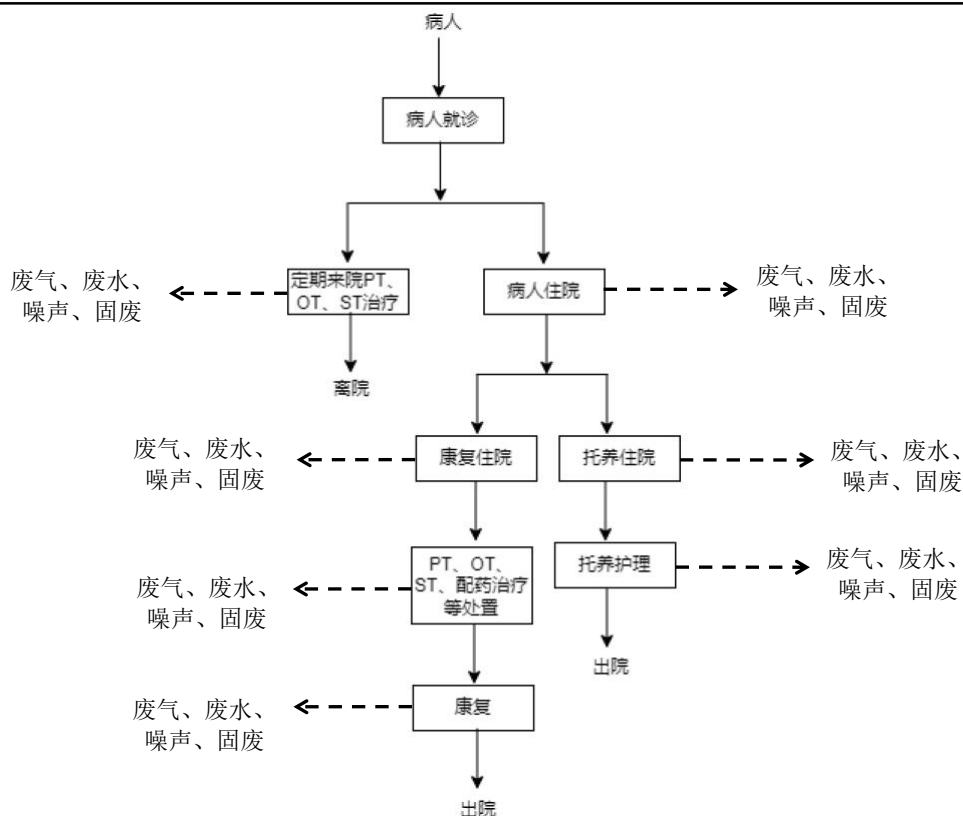 病人
病人就诊
废气、废水、
噪声、固废
定期来院PT、
OT、ST治疗
病人住院
废气、废水、
噪声、固废
离院
废气、废水、
噪声、固废
康复住院
托养住院
废气、废水、
噪声、固废
废气、废水、
噪声、固废
PT、OT、
ST、配药治疗
等处置
托养护理
废气、废水、
噪声、固废
出院
废气、废水、
噪声、固废
康复
出院